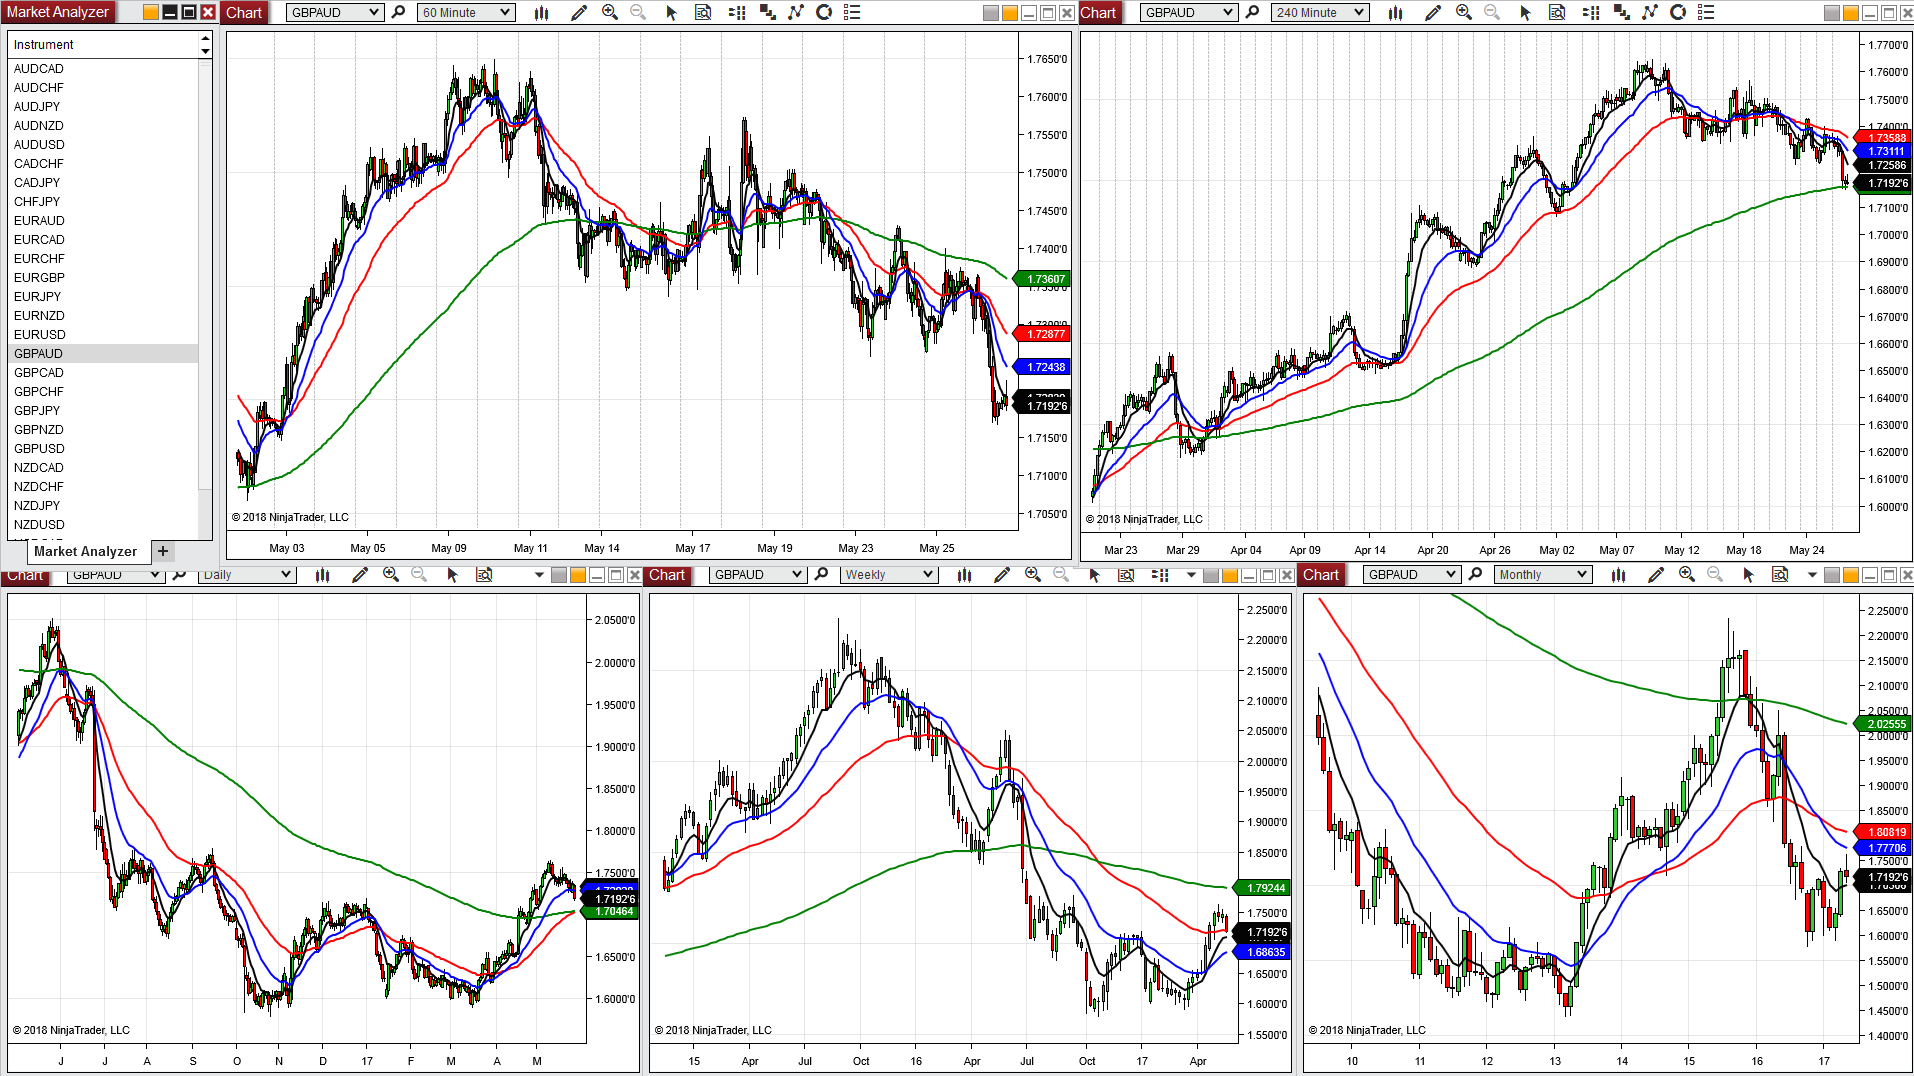 Market Analyzer
Instrument
AUDCAD
AUDCHF
AUDJPY
AUDNZD
AUDUSD
CADCHF
CADJPY
CHFJPY
EURAUD
EURCAD
EURCHF
EURGBP
EURJPY
EURNZD
EURUSD
GBPAUD
GBPCAD
GBPCHF
GBPJPY
GBPNZD
GBPUSD
NZDCAD
NZDCHF
NZDJPY
NZDUSD
Market Analyzer +
Chart GBPAUD 60 Minute
1.7650'0
1.7600'0
1.7550'0
1.7500'0
1.7450'0
1.7400'0
1.73607
1.72877
1.72438
1.7192'6
1.7150'0
1.7100'0
1.7050'0
© 2018 NinjaTrader, LLC
May 03 May 05 May 09 May 11 May 14 May 17 May 19 May 23 May 25
Chart GBPAUD 240 Minute
1.7700'0
1.7600'0
1.7500'0
1.7400'0
1.73588
1.73111
1.72586
1.7192'6
1.7100'0
1.7000'0
1.6900'0
1.6800'0
1.6700'0
1.6600'0
1.6500'0
1.6400'0
1.6300'0
1.6200'0
1.6100'0
1.6000'0
© 2018 NinjaTrader, LLC
Mar 23 Mar 29 Apr 04 Apr 09 Apr 14 Apr 20 Apr 26 May 02 May 07 May 12 May 18 May 24
Chart GBPAUD Daily
2.0500'0
2.0000'0
1.9500'0
1.9000'0
1.8500'0
1.8000'0
1.7500'0
1.7192'6
1.70464
1.6500'0
1.6000'0
© 2018 NinjaTrader, LLC
J J A S O N D 17 F M A M
Chart GBPAUD Weekly
2.2500'0
2.2000'0
2.1500'0
2.1000'0
2.0500'0
2.0000'0
1.9500'0
1.9000'0
1.8500'0
1.79244
1.7500'0
1.7192'6
1.68635
1.6500'0
1.6000'0
1.5500'0
© 2018 NinjaTrader, LLC
15 Apr Jul Oct 16 Apr Jul Oct 17 Apr
Chart GBPAUD Monthly
2.2500'0
2.2000'0
2.1500'0
2.1000'0
2.0500'0
2.02555
2.0000'0
1.9500'0
1.9000'0
1.8500'0
1.80819
1.77706
1.7500'0
1.7192'6
1.6500'0
1.6000'0
1.5500'0
1.5000'0
1.4500'0
1.4000'0
© 2018 NinjaTrader, LLC
10 11 12 13 14 15 16 17